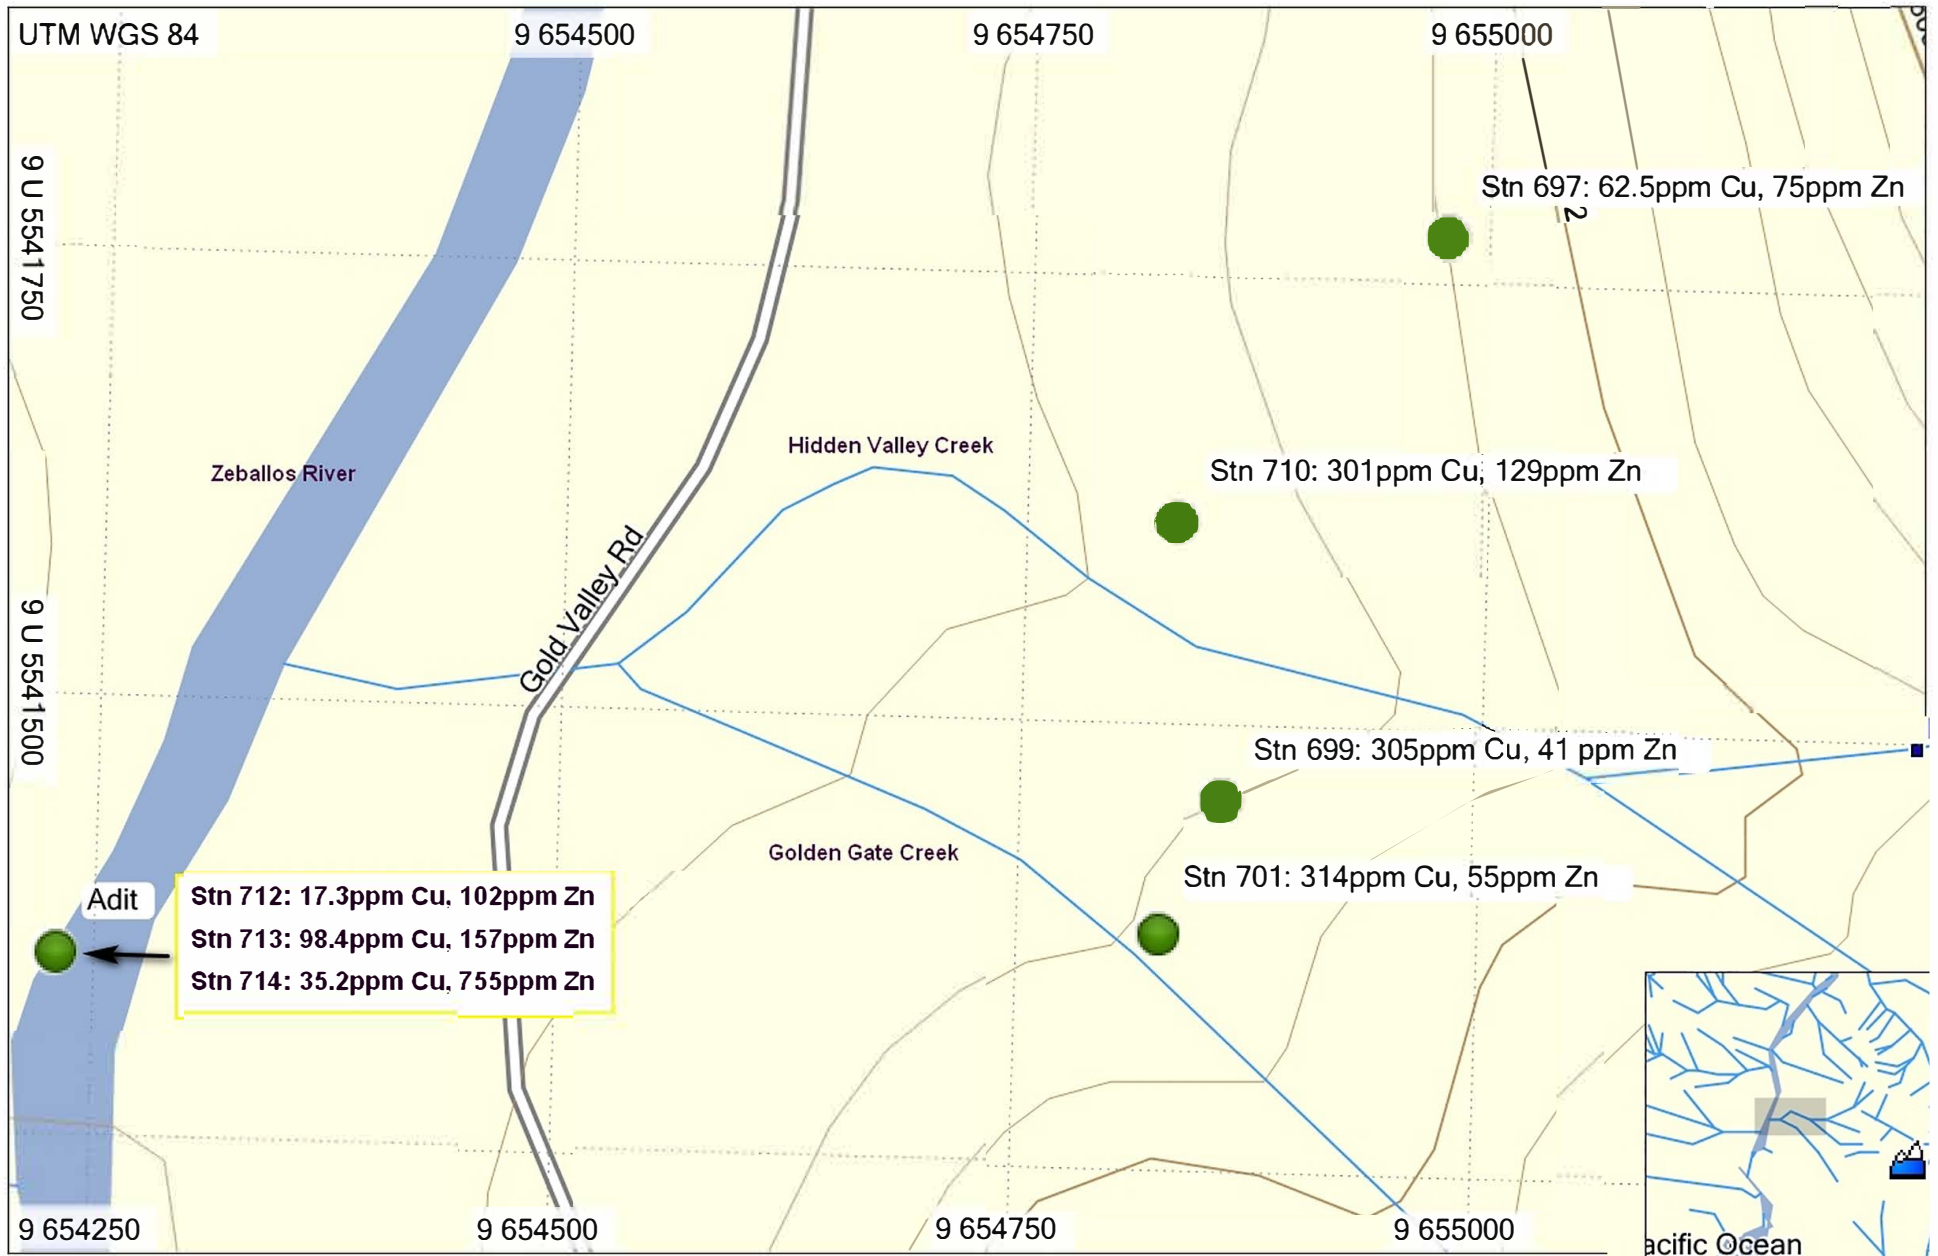 UTM WGS 84
9 654500
9 654750
9 655000
9 U 5541750
Stn 697: 62.5ppm Cu, 75ppm Zn
2
Hidden Valley Creek
Zeballos River
Stn 710: 301ppm Cu, 129ppm Zn
Gold Valley Rd
9 U 5541500
Stn 699: 305ppm Cu, 41 ppm Zn
Golden Gate Creek
Stn 701: 314ppm Cu, 55ppm Zn
Adit
Stn 712: 17.3ppm Cu, 102ppm Zn
Stn 713: 98.4ppm Cu, 157ppm Zn
Stn 714: 35.2ppm Cu, 755ppm Zn
9 654250
9 654500
9 654750
9 655000
acific Ocean